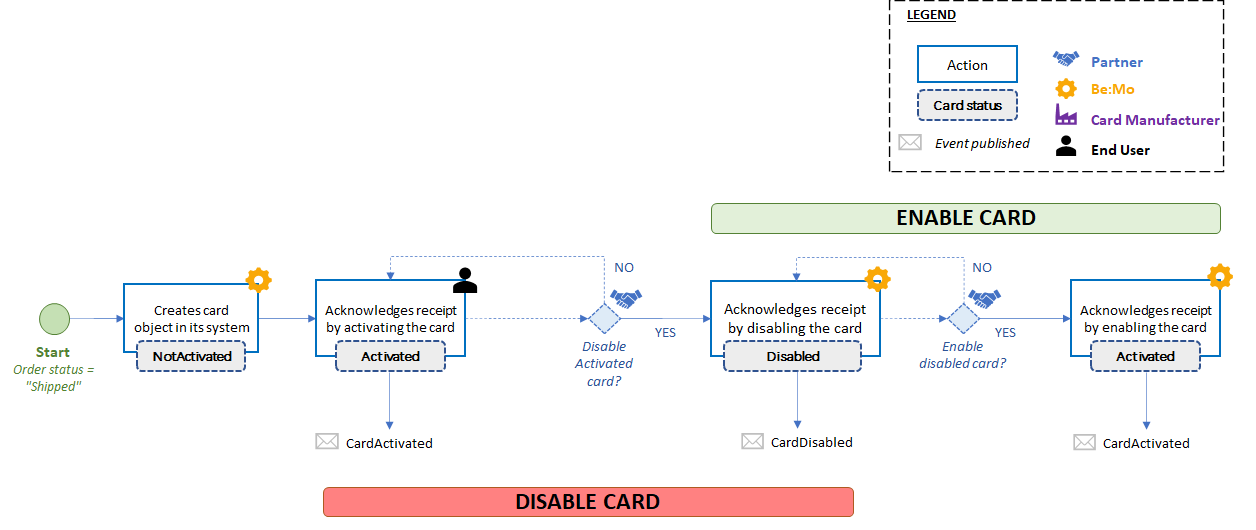 LEGEND
Action
Partner
Be:Mo
Card status
Card Manufacturer
Event published
End User
ENABLE CARD
NO
NO
Creates card
object in its system
NotActivated
Acknowledges receipt
by activating the card
Activated
YES
Acknowledges receipt
by disabling the card
Disabled
YES
Acknowledges receipt
by enabling the card
Activated
Start
Order status =
"Shipped"
Disable
Activated
card?
Enable
disabled card?
CardActivated
CardDisabled
CardActivated
DISABLE CARD